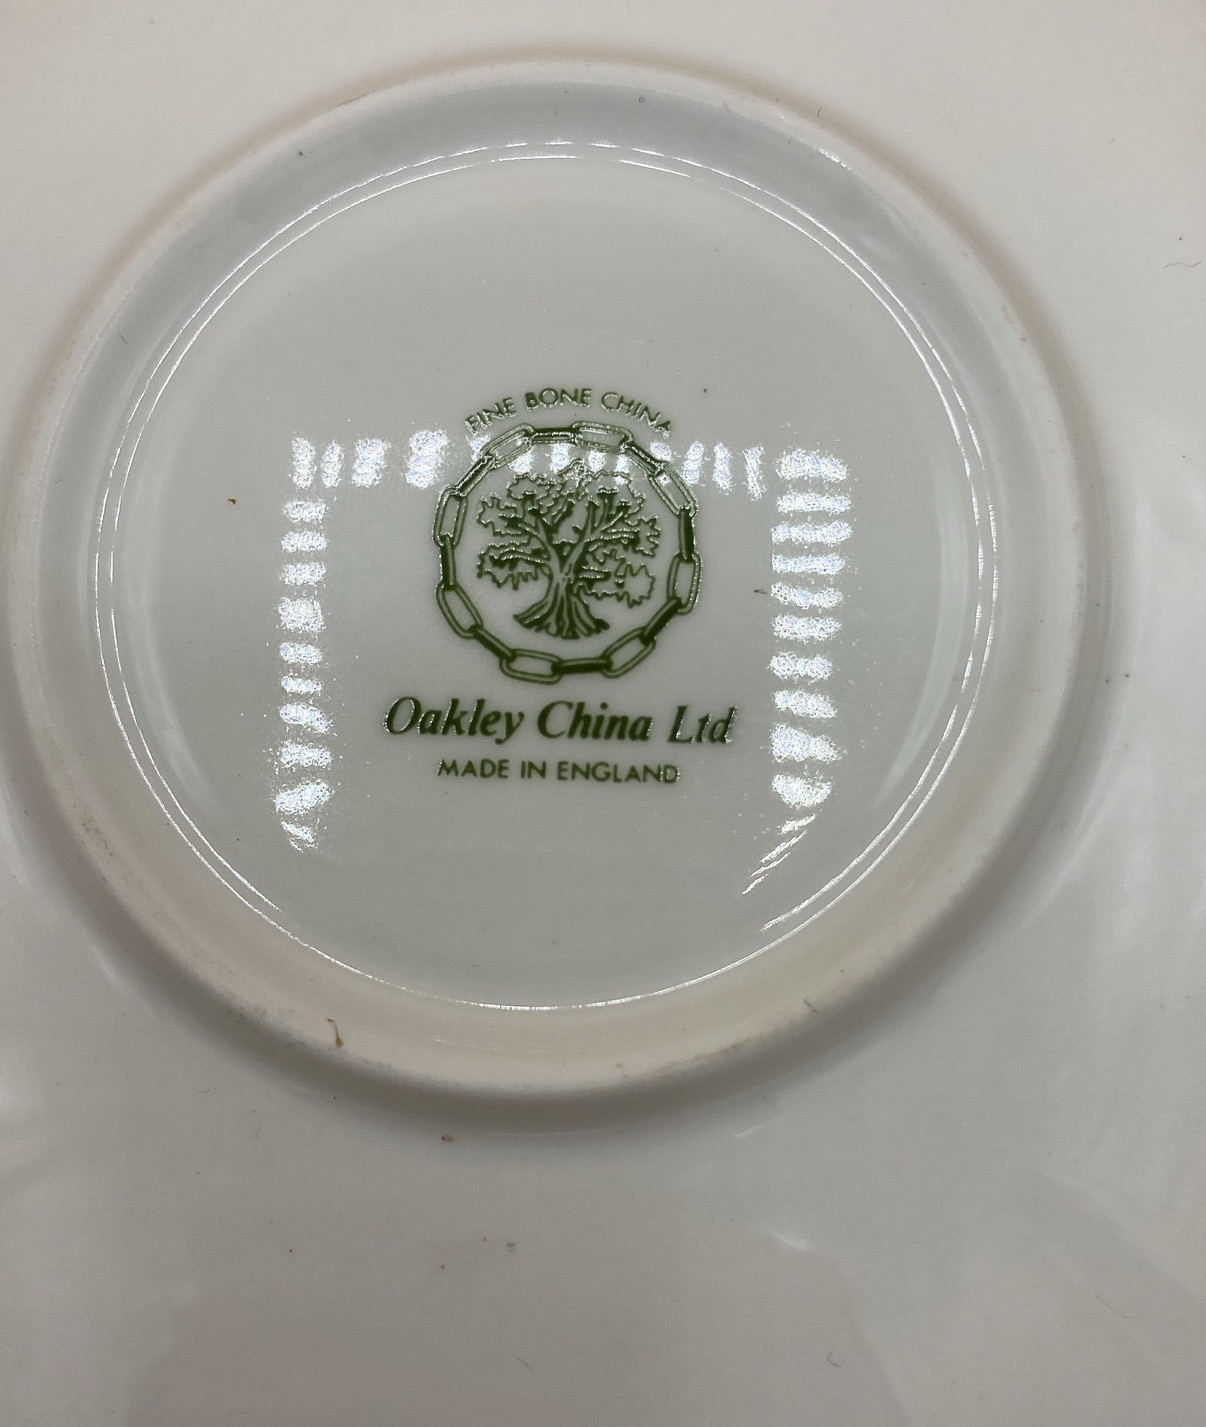 FINE BONE CHINA
Oakley China Ltd
MADE IN ENGLAND